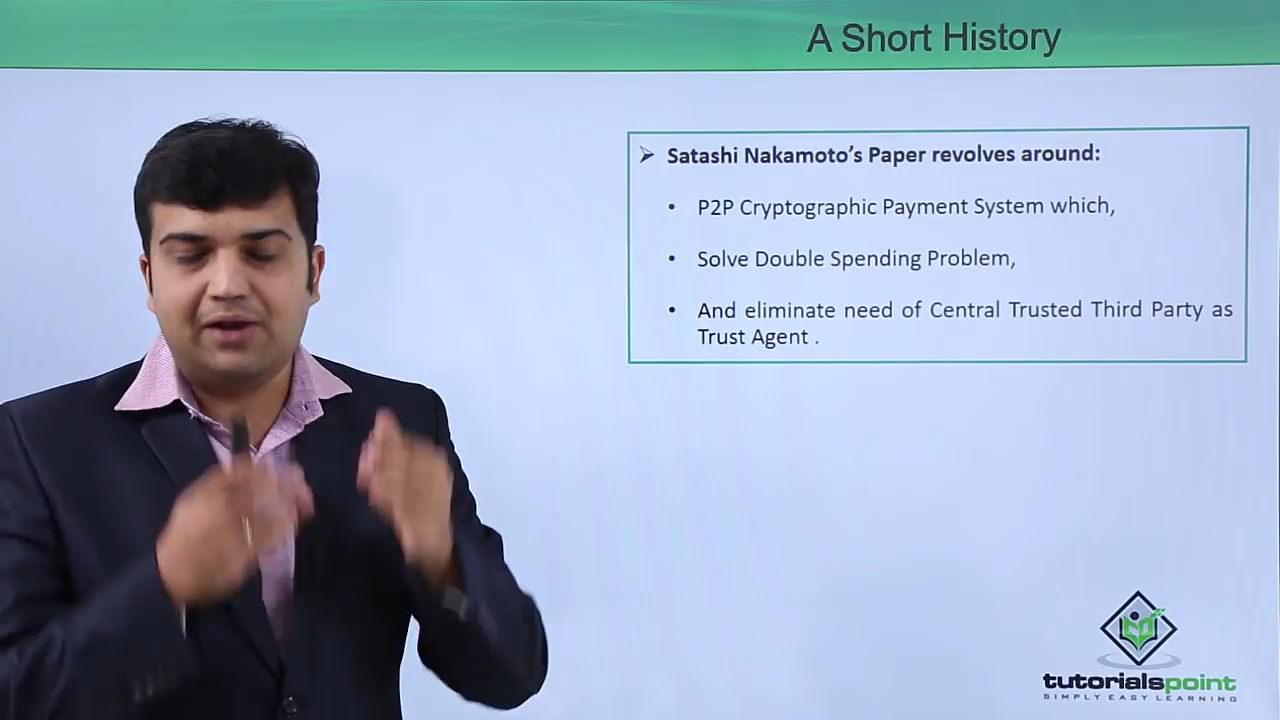 A Short History
➢ Satashi Nakamoto's Paper revolves around:
• P2P Cryptographic Payment System which,
• Solve Double Spending Problem,
• And eliminate need of Central Trusted Third Party as
Trust Agent .
tutorialspoint
SIMPLY EASY LEARNING